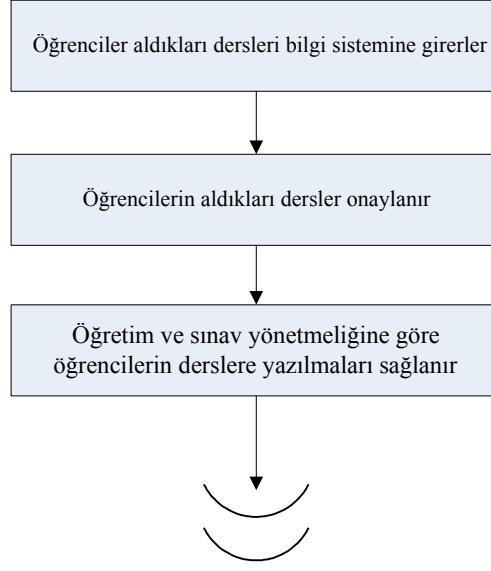 Öğrenciler aldıkları dersleri bilgi sistemine girerler
Öğrencilerin aldıkları dersler onaylanır
Öğretim ve sınav yönetmeliğine göre
öğrencilerin derslere yazılmaları sağlanır